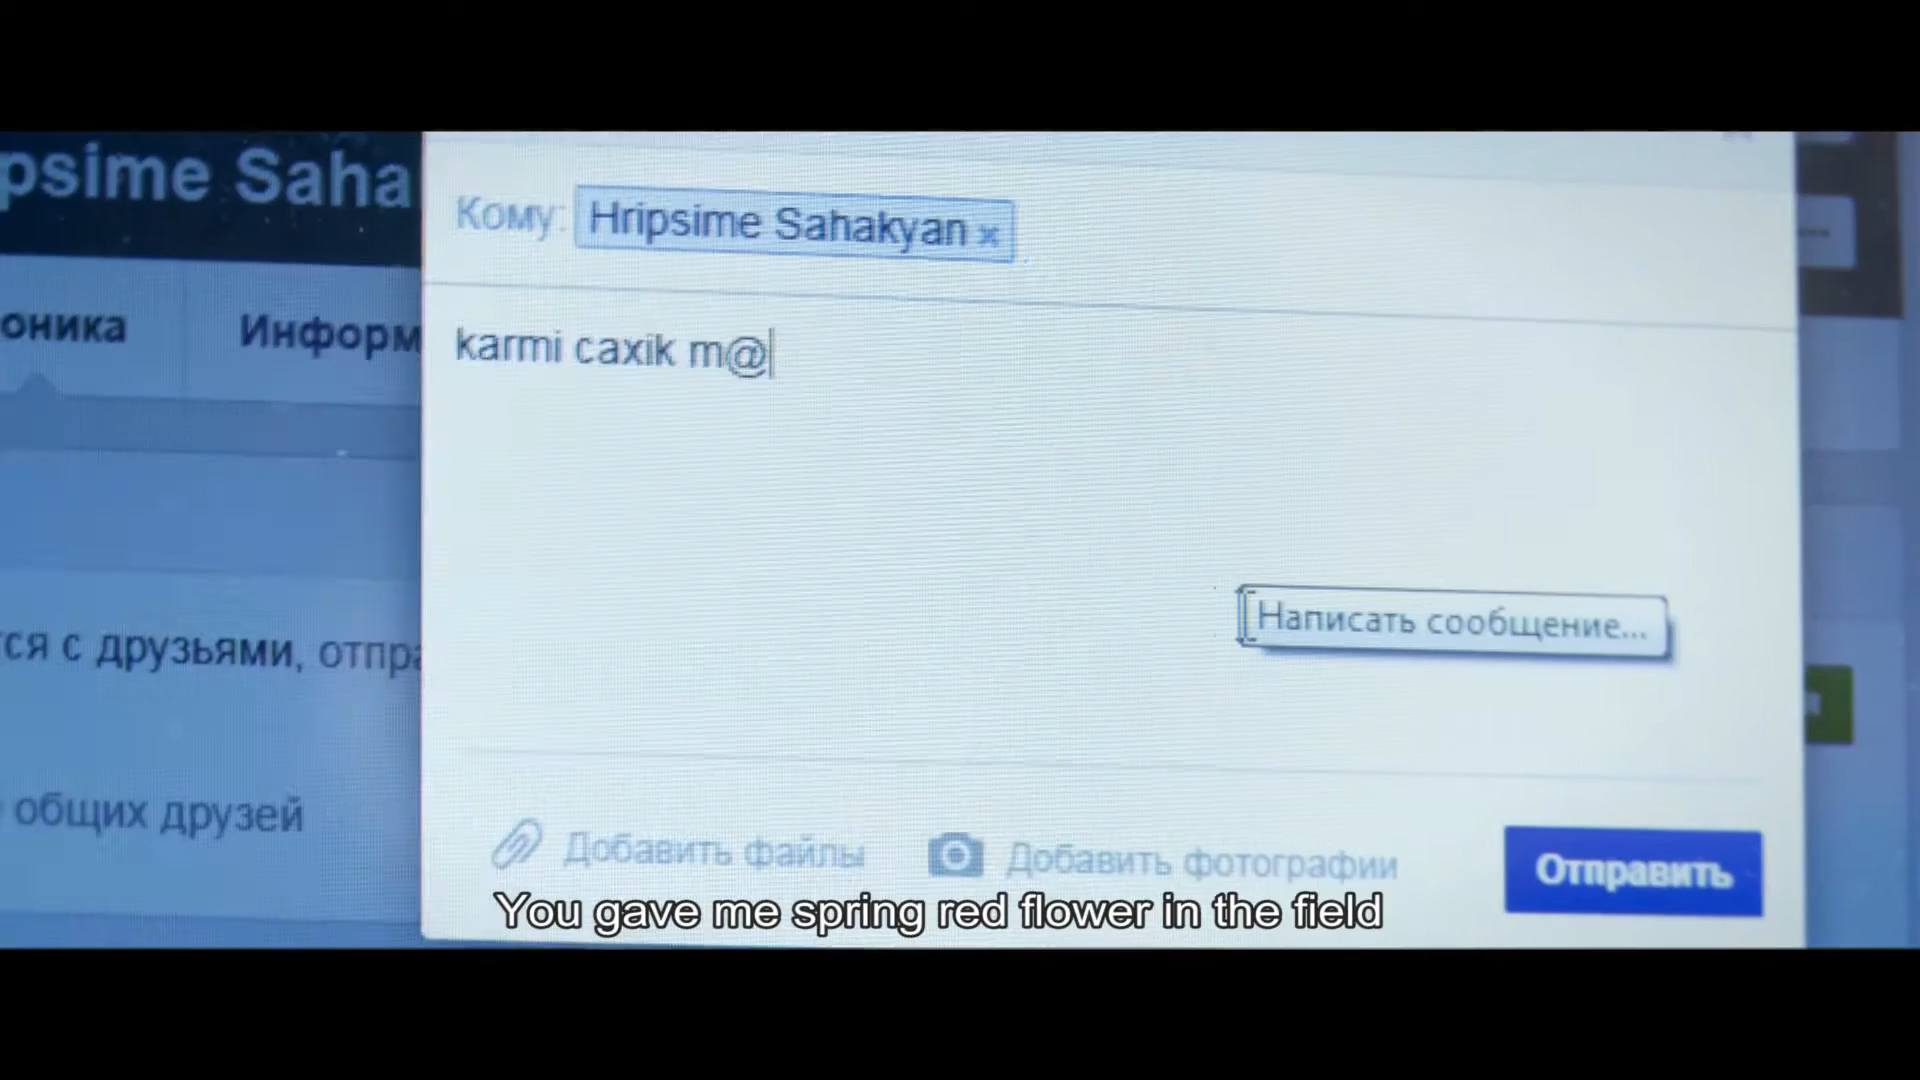 psime Saha
Кому: Hripsime Sahakyan x
оника Информ
karmi caxik m@
Написать сообщение...
тся с друзьями, отпра
общих друзей
Добавить файлы Добавить фотографии Отправить
You gave me spring red flower in the field